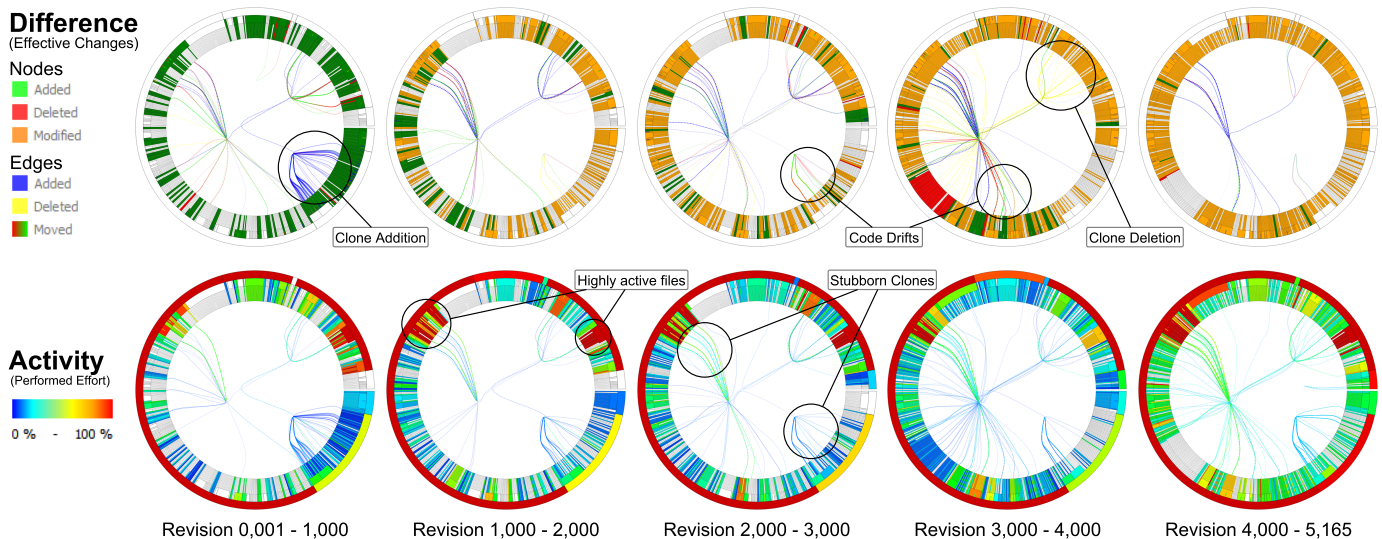 Difference
(Effective Changes)
Nodes
Added
Deleted
Modified
Edges
Added
Deleted
Moved
Clone Addition
Code Drifts
Clone Deletion
Highly active files
Stubborn Clones
Activity
(Performed Effort)
0 % - 100 %
Revision 0,001 - 1,000
Revision 1,000 - 2,000
Revision 2,000 - 3,000
Revision 3,000 - 4,000
Revision 4,000 - 5,165